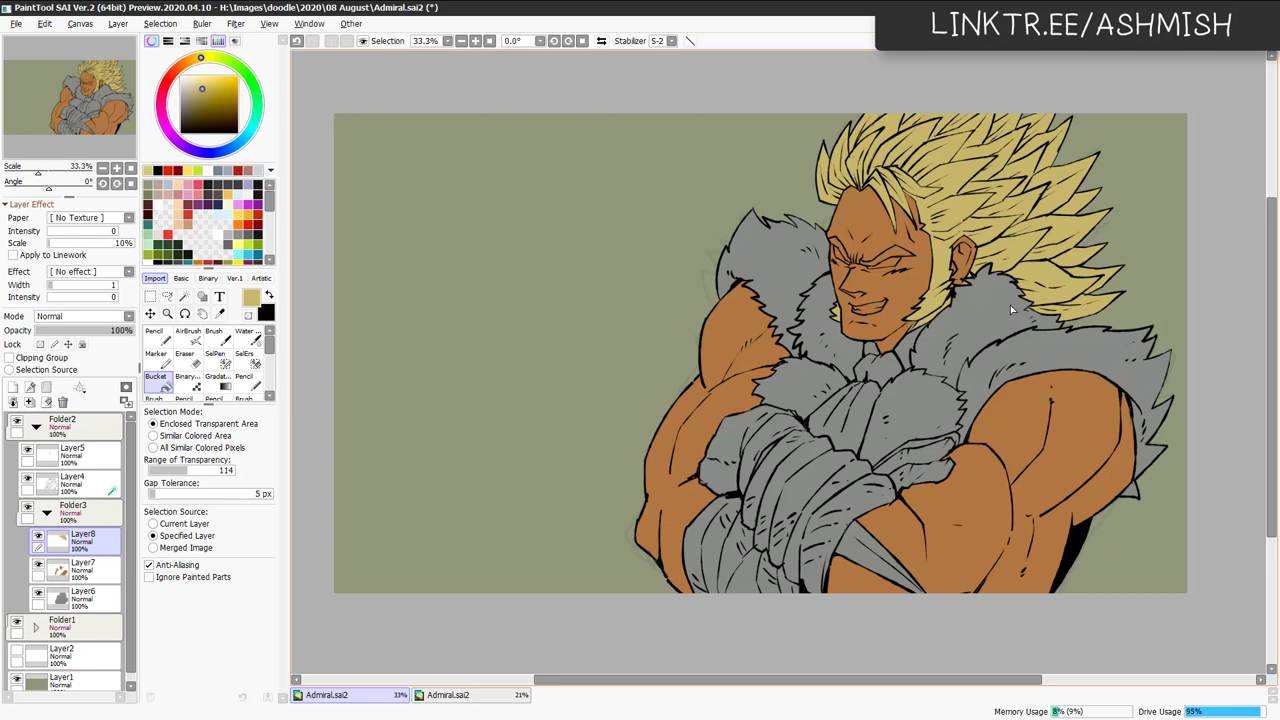 PaintTool SAI Ver.2 (64bit) Preview.2020.04.10 - H:\Images\doodle\2020\08 August\Admiral.sai2 (*)
LINKTR.EE/ASHMISH
File Edit Canvas Layer Selection Ruler Filter View Window Other
Selection 33.3% 0.0° Stabilizer S-2
Scale 33.3%
Angle 0°
Layer Effect
Paper [ No Texture ]
Intensity 0
Scale 10%
Apply to Linework
Effect [ No effect ]
Width 1
Intensity 0
Mode Normal
Opacity 100%
Lock
Clipping Group
Selection Source
Folder2
Normal
100%
Layer5
Normal
100%
Layer4
Normal
100%
Folder3
Normal
100%
Layer8
Normal
100%
Layer7
Normal
100%
Layer6
Normal
100%
Folder1
Normal
100%
Layer2
Normal
100%
Layer1
Normal
Import Basic Binary Ver.1 Artistic
T
Pencil AirBrush Brush Water ...
Marker Eraser SelPen SelErs
Bucket Binary... Gradat... Pencil
Brush Pencil Pencil Brush
Selection Mode:
Enclosed Transparent Area
Similar Colored Area
All Similar Colored Pixels
Range of Transparency:
114
Gap Tolerance:
5 px
Selection Source:
Current Layer
Specified Layer
Merged Image
Anti-Aliasing
Ignore Painted Parts
Admiral.sai2 33% Admiral.sai2 21%
Memory Usage 8% (9%) Drive Usage 95%